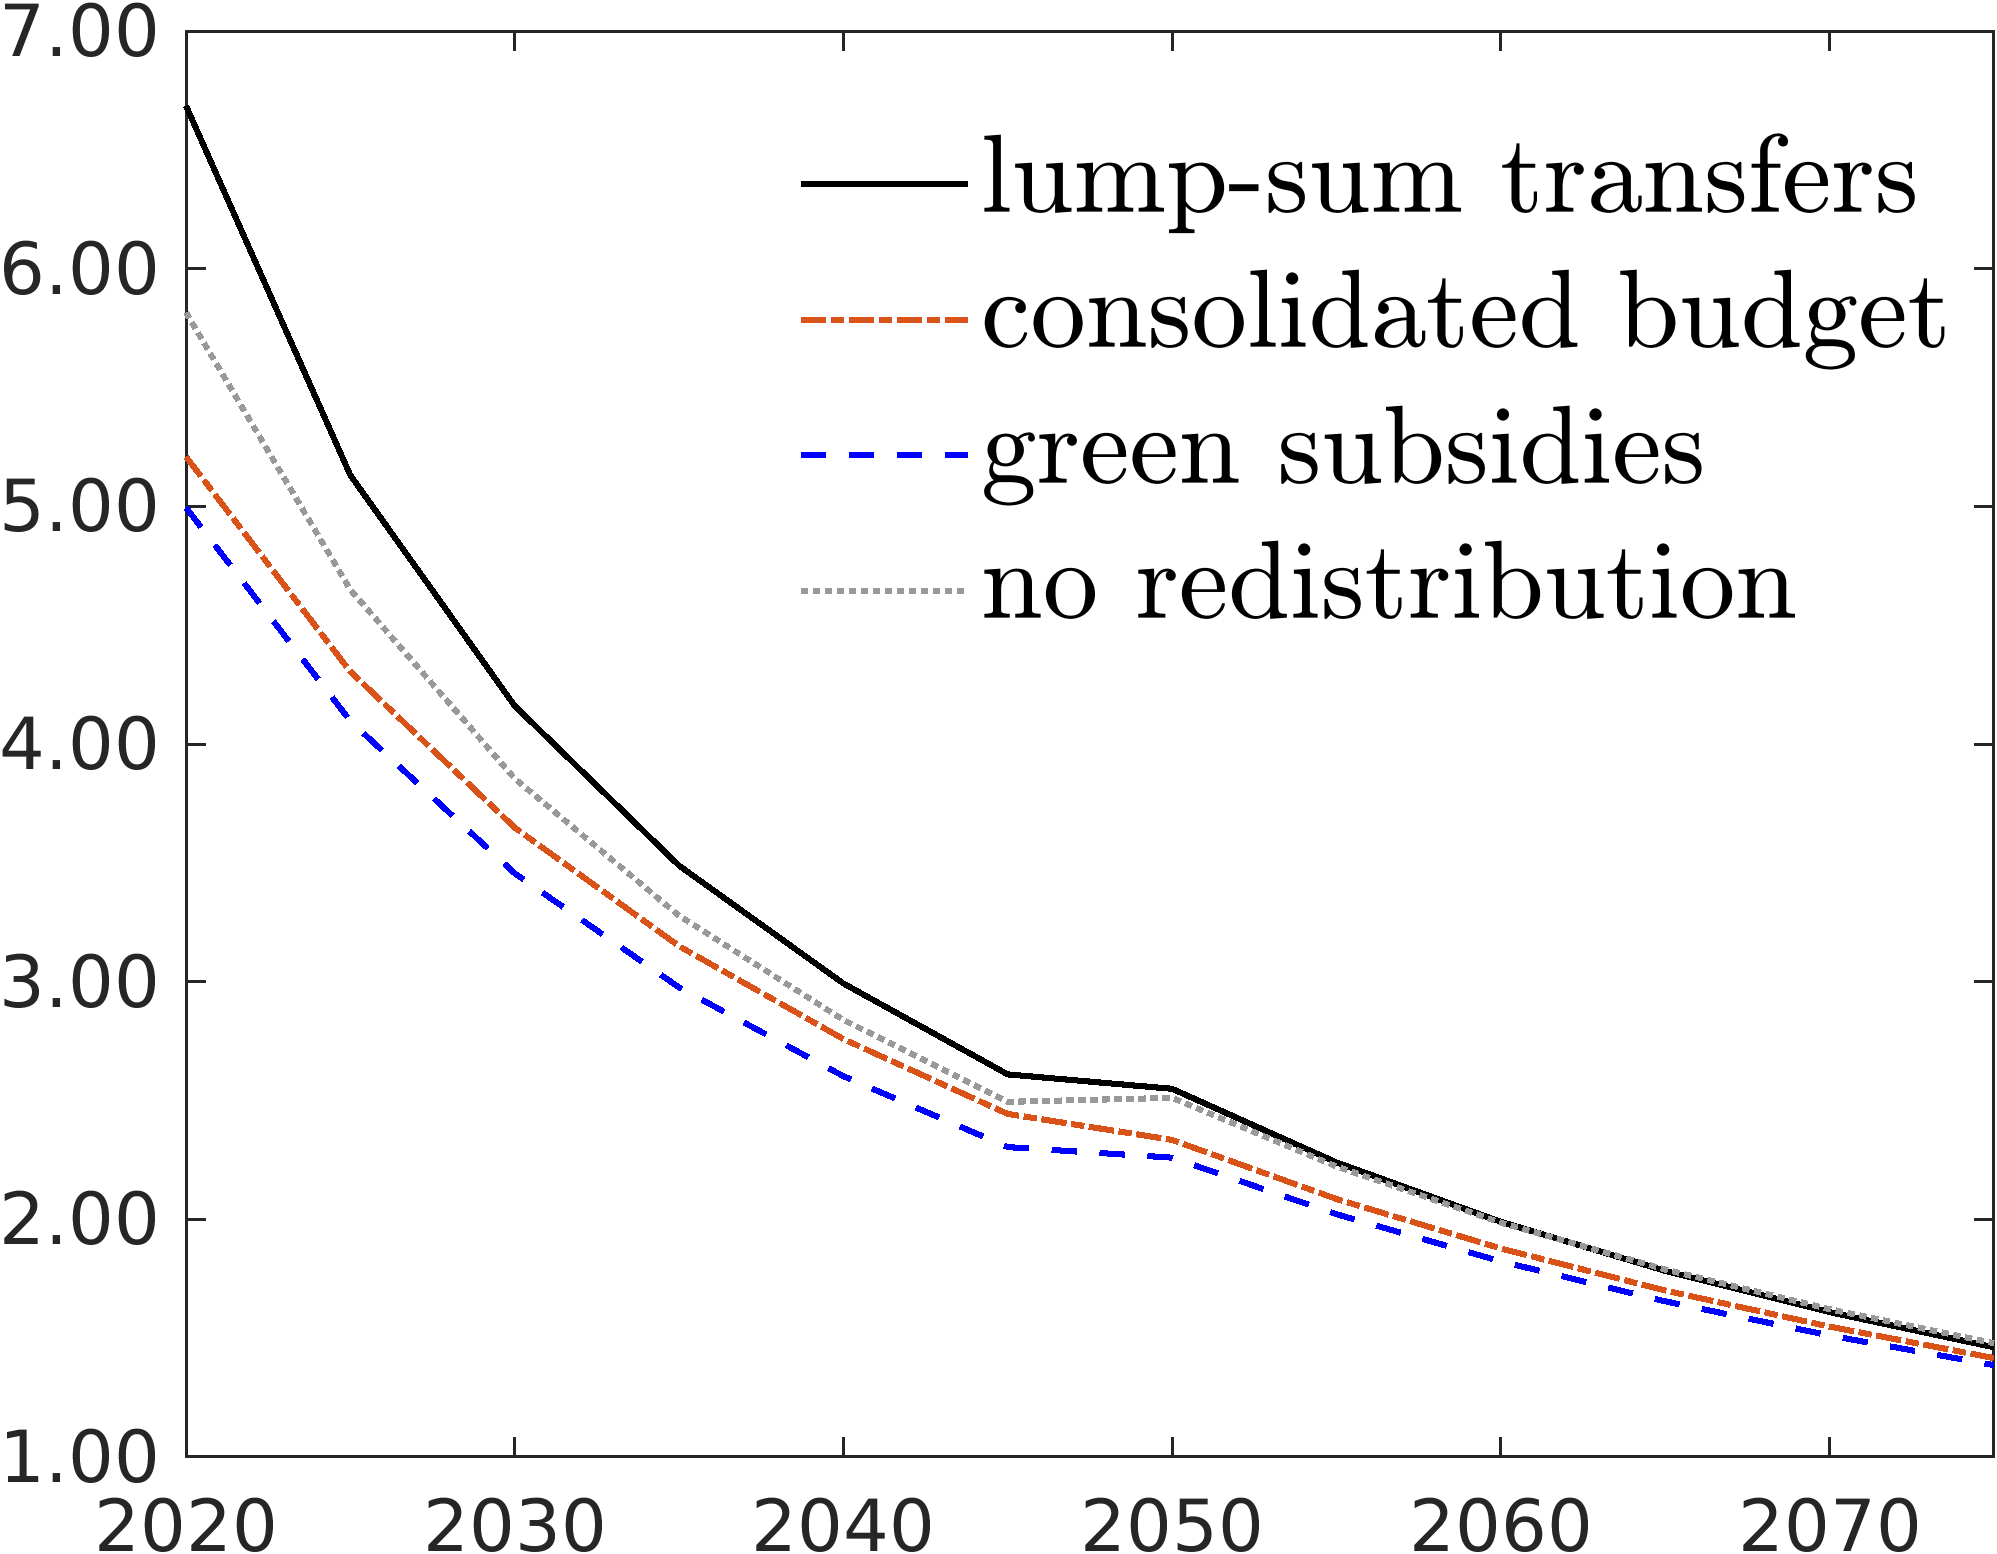 7.00
6.00
5.00
4.00
3.00
2.00
1.00
lump-sum transfers
consolidated budget
green subsidies
no redistribution
2020 2030 2040 2050 2060 2070